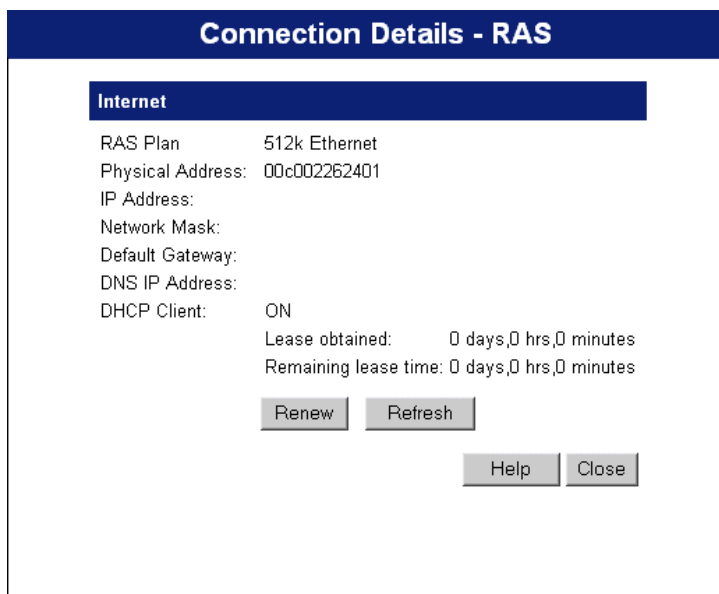 Connection Details - RAS
Internet
RAS Plan 512k Ethernet
Physical Address: 00c002262401
IP Address:
Network Mask:
Default Gateway:
DNS IP Address:
DHCP Client: ON
Lease obtained: 0 days,0 hrs,0 minutes
Remaining lease time: 0 days,0 hrs,0 minutes
Renew Refresh
Help Close